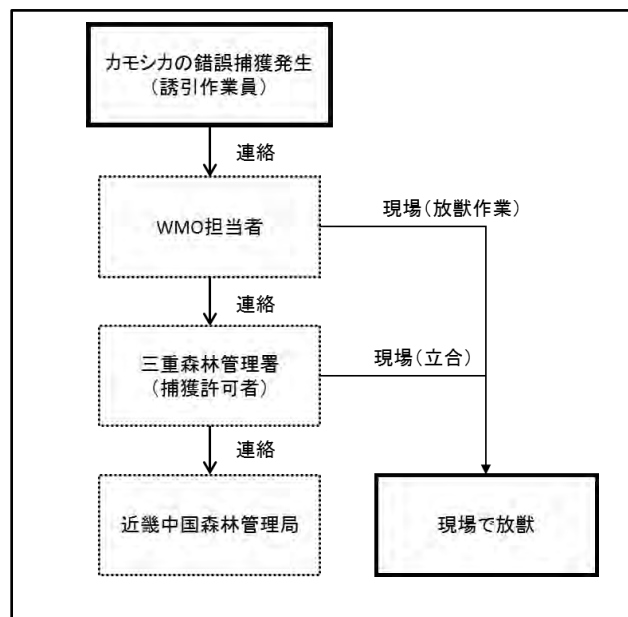 カモシカの錯誤捕獲発生
（誘引作業員）
連絡
WMO担当者
現場（放獣作業）
連絡
三重森林管理署
（捕獲許可者）
現場（立合）
連絡
近畿中国森林管理局
現場で放獣